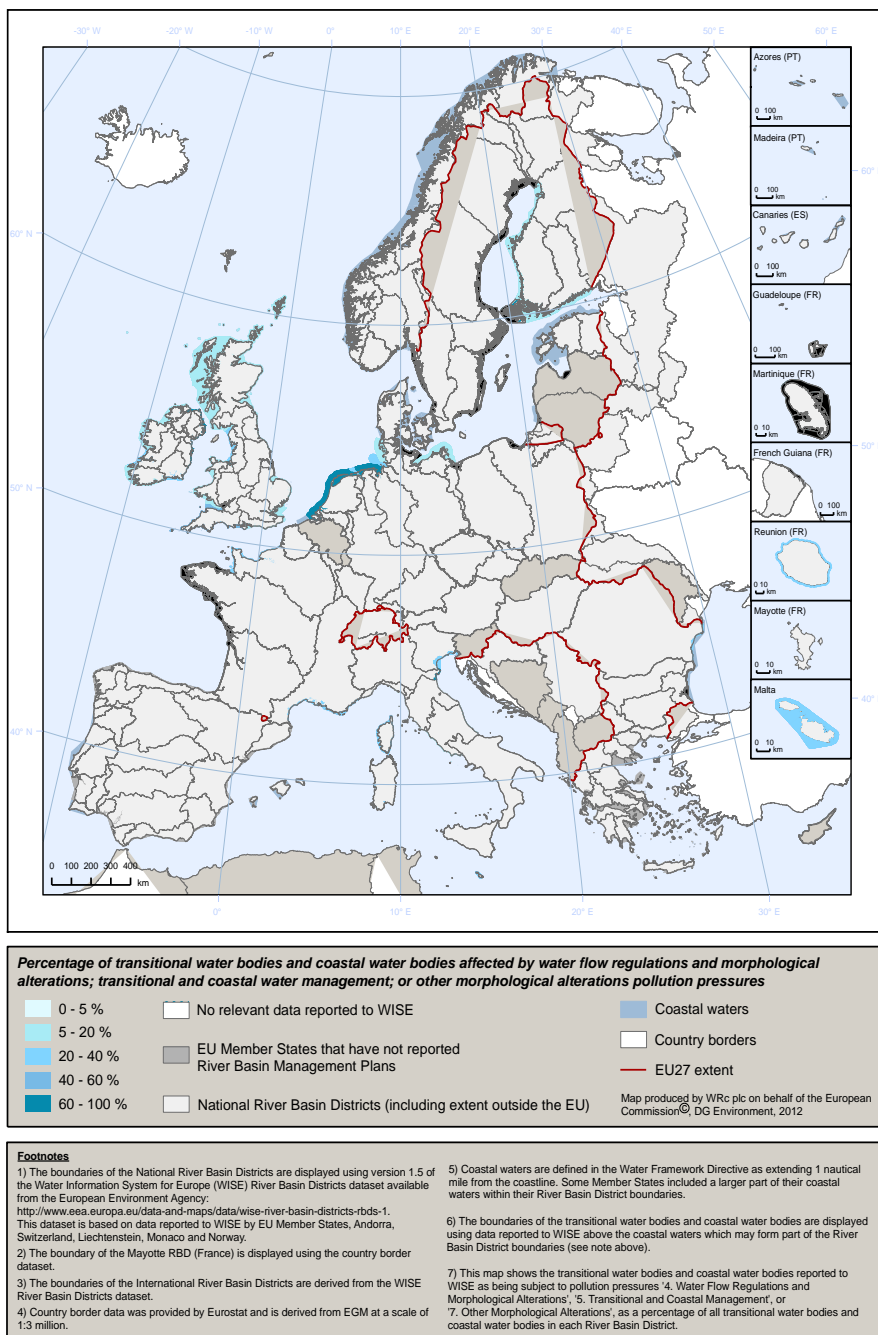 -30° W
-20° W
-10° W
0°
10° E
20° E
30° E
40° E
50° E
60° E
60° N
50° N
40° N
60°
50°
40°
0°
10° E
20° E
30° E
0 100 200 300 400
km
Azores (PT)
0 100
km
Madeira (PT)
0 100
km
Canaries (ES)
0 100
km
Guadeloupe (FR)
0 100
km
Martinique (FR)
0 10
km
French Guiana (FR)
0 100
km
Reunion (FR)
0 10
km
Mayotte (FR)
0 10
km
Malta
0 10
km
Percentage of transitional water bodies and coastal water bodies affected by water flow regulations and morphological
alterations; transitional and coastal water management; or other morphological alterations pollution pressures
0 - 5 %
5 - 20 %
20 - 40 %
40 - 60 %
60 - 100 %
No relevant data reported to WISE
EU Member States that have not reported
River Basin Management Plans
National River Basin Districts (including extent outside the EU)
Coastal waters
Country borders
EU27 extent
Map produced by WRc plc on behalf of the European
Commission©, DG Environment, 2012
Footnotes
1) The boundaries of the National River Basin Districts are displayed using version 1.5 of
the Water Information System for Europe (WISE) River Basin Districts dataset available
from the European Environment Agency:
http://www.eea.europa.eu/data-and-maps/data/wise-river-basin-districts-rbds-1.
This dataset is based on data reported to WISE by EU Member States, Andorra,
Switzerland, Liechtenstein, Monaco and Norway.
2) The boundary of the Mayotte RBD (France) is displayed using the country border
dataset.
3) The boundaries of the International River Basin Districts are derived from the WISE
River Basin Districts dataset.
4) Country border data was provided by Eurostat and is derived from EGM at a scale of
1:3 million.
5) Coastal waters are defined in the Water Framework Directive as extending 1 nautical
mile from the coastline. Some Member States included a larger part of their coastal
waters within their River Basin District boundaries.
6) The boundaries of the transitional water bodies and coastal water bodies are displayed
using data reported to WISE above the coastal waters which may form part of the River
Basin District boundaries (see note above).
7) This map shows the transitional water bodies and coastal water bodies reported to
WISE as being subject to pollution pressures '4. Water Flow Regulations and
Morphological Alterations', '5. Transitional and Coastal Management', or
'7. Other Morphological Alterations', as a percentage of all transitional water bodies and
coastal water bodies in each River Basin District.